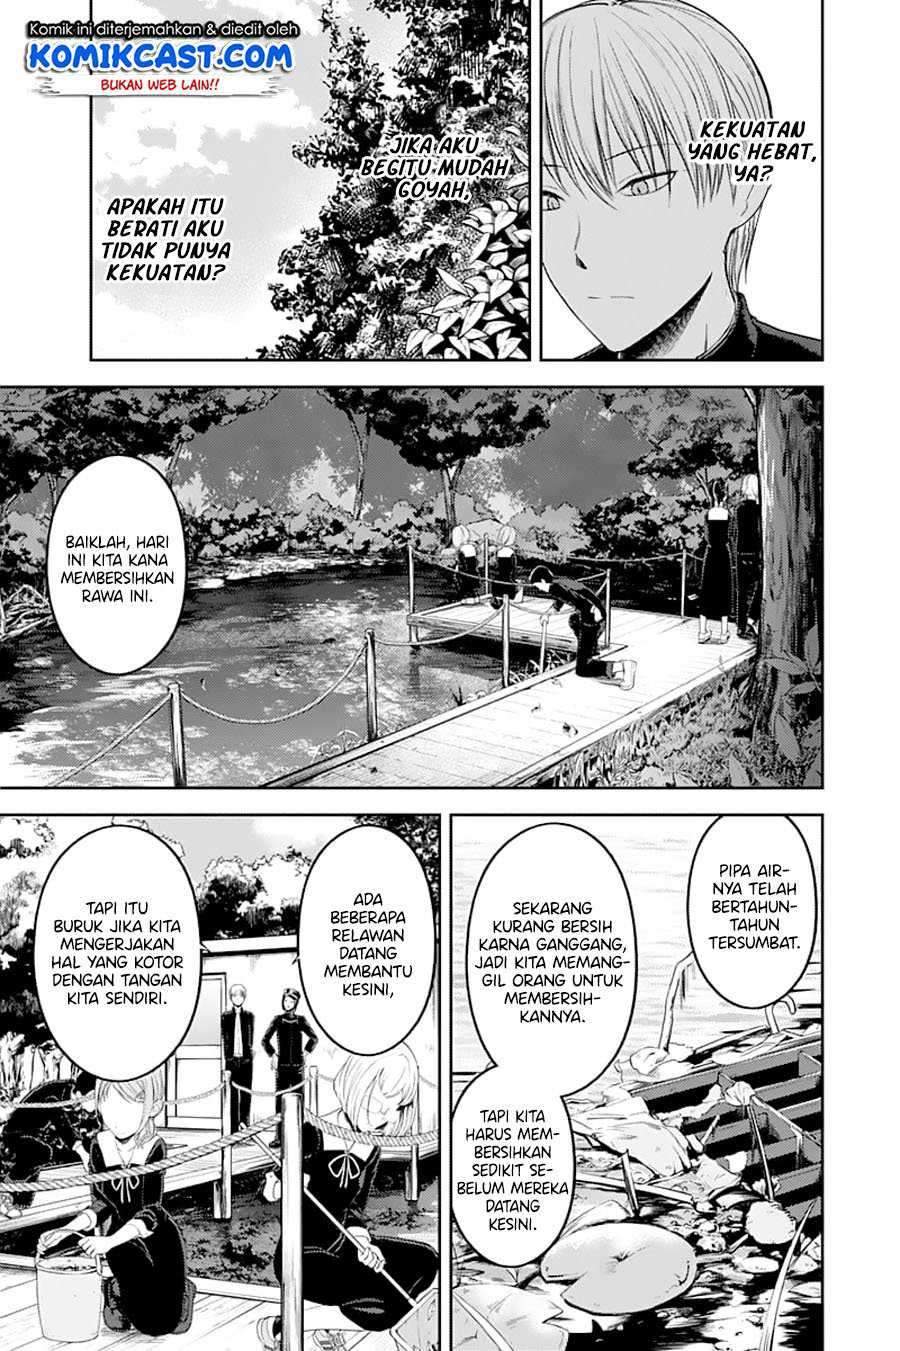 Komik ini diterjemahkan & diedit oleh
KOMIKCAST.COM
BUKAN WEB LAIN!!
KEKUATAN
YANG HEBAT,
YA?
JIKA AKU
BEGITU MUDAH
GOYAH,
APAKAH ITU
BERATI AKU
TIDAK PUNYA
KEKUATAN?
BAIKLAH, HARI
INI KITA KANA
MEMBERSIHKAN
RAWA INI.
PIPA AIR-
NYA TELAH
BERTAHUN-
TAHUN
TERSUMBAT.
SEKARANG
KURANG BERSIH
KARNA GANGGANG,
JADI KITA MEMANG-
GIL ORANG UNTUK
MEMBERSIH-
KANNYA.
TAPI KITA
HARUS MEM-
BERSIHKAN
SEDIKIT SE-
BELUM MEREKA
DATANG
KESINI.
ADA
BEBERAPA
RELAWAN
DATANG
MEMBANTU
KESINI,
TAPI ITU
BURUK JIKA KITA
MENGERJAKAN
HAL YANG KOTOR
DENGAN TANGAN
KITA SENDIRI.